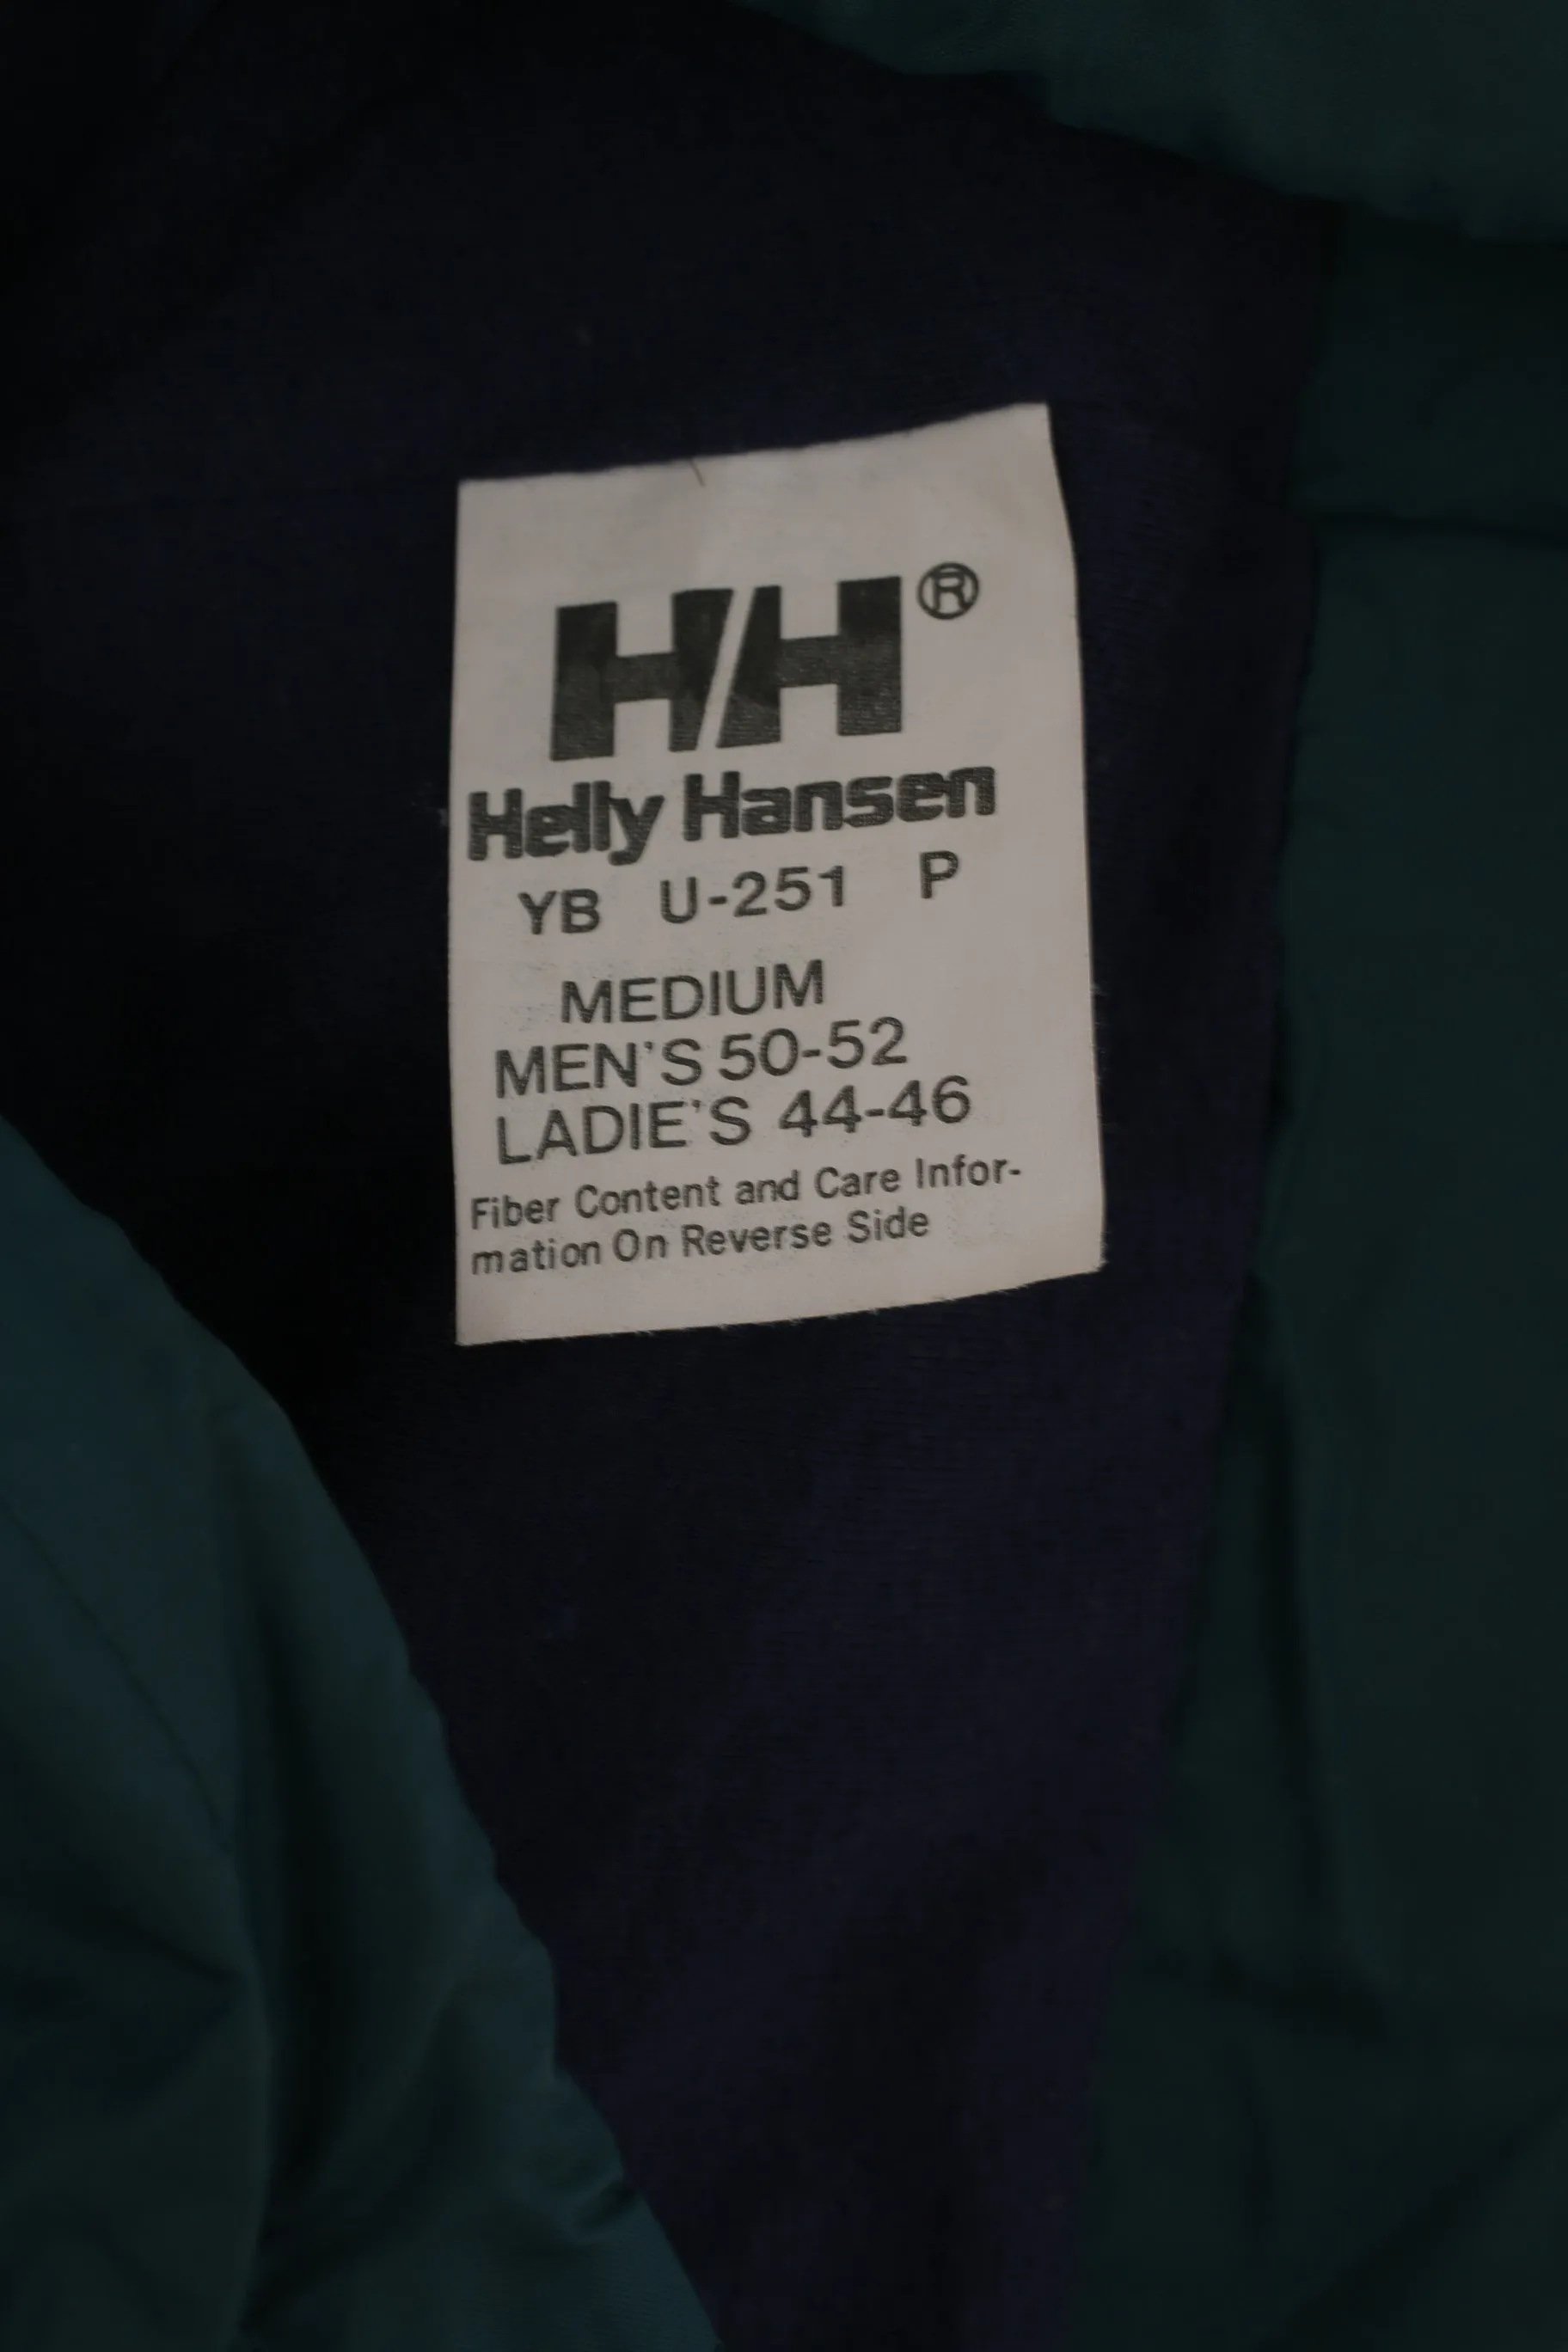 HH®
Helly Hansen
YB U-251 P
MEDIUM
MEN'S 50-52
LADIE'S 44-46
Fiber Content and Care Infor-
mation On Reverse Side